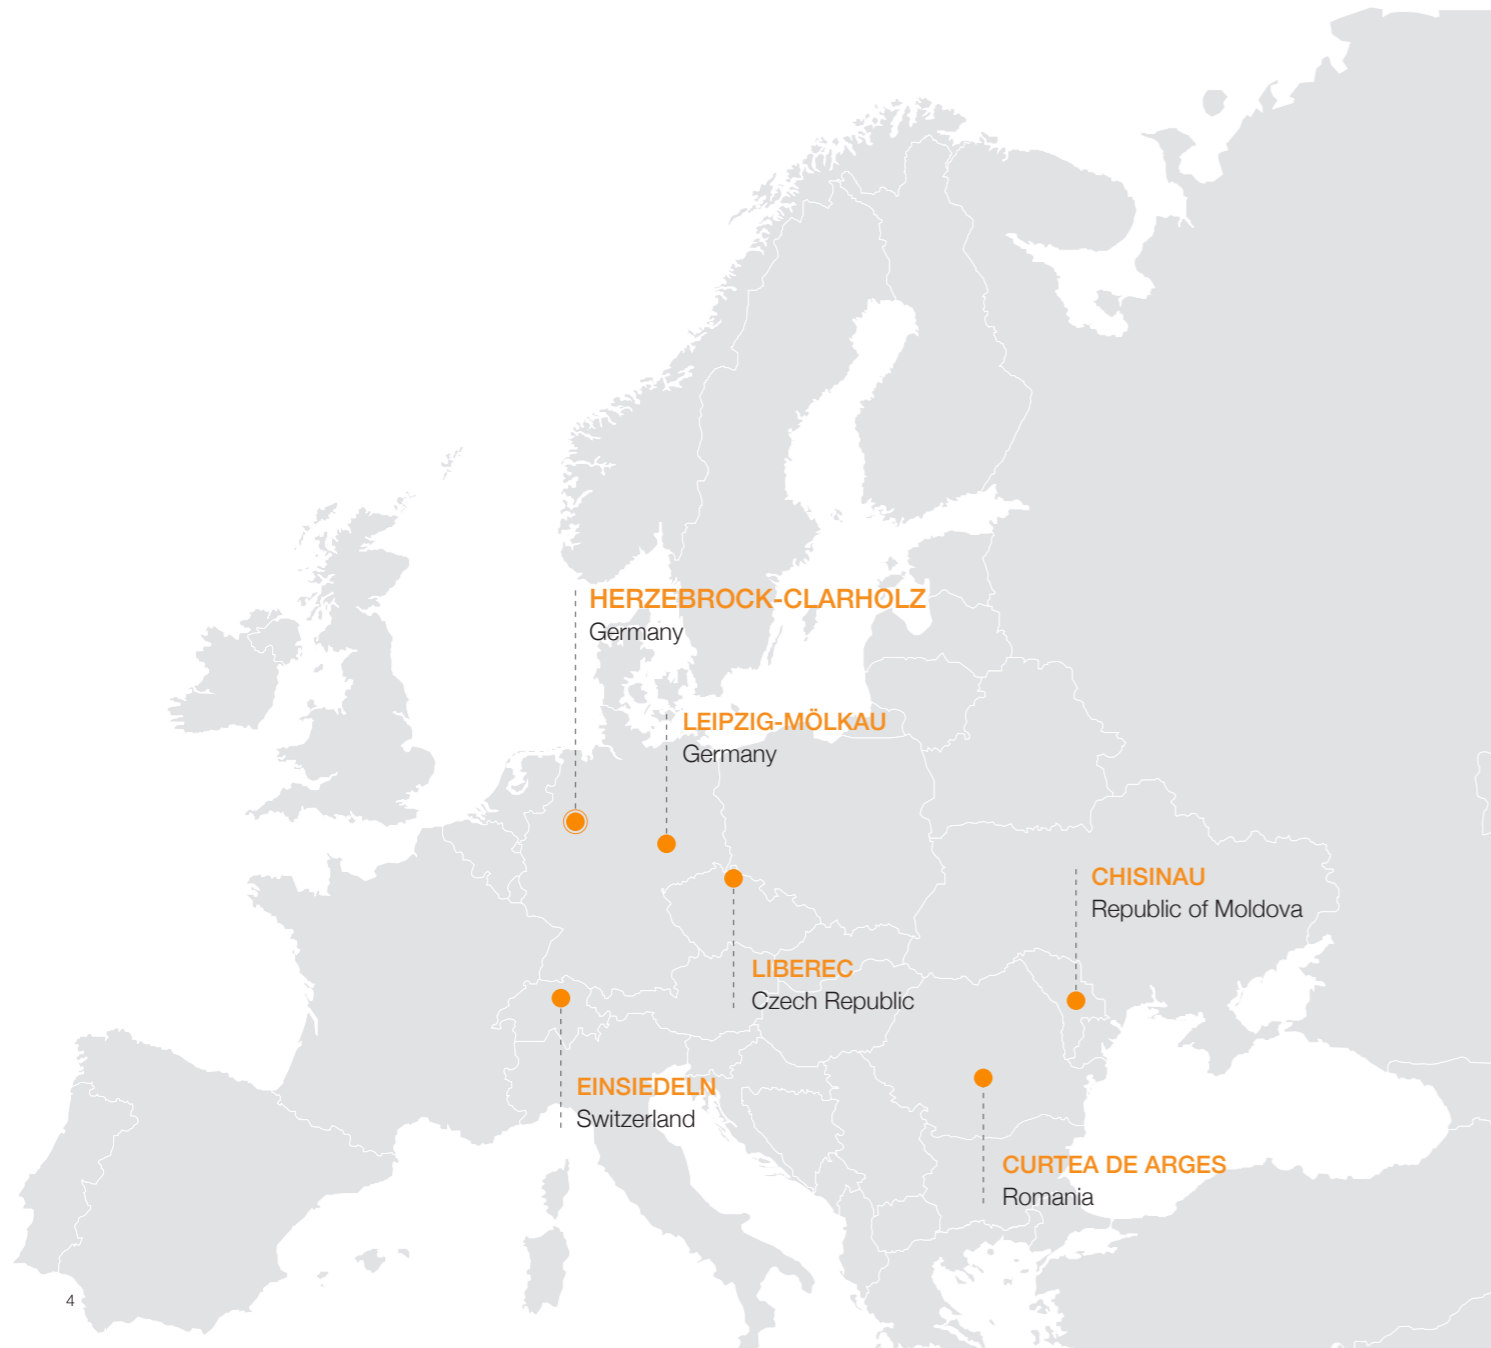 HERZEBROCK-CLARHOLZ
Germany
LEIPZIG-MÖLKAU
Germany
CHISINAU
Republic of Moldova
LIBEREC
Czech Republic
EINSIEDELN
Switzerland
CURTEA DE ARGES
Romania
4